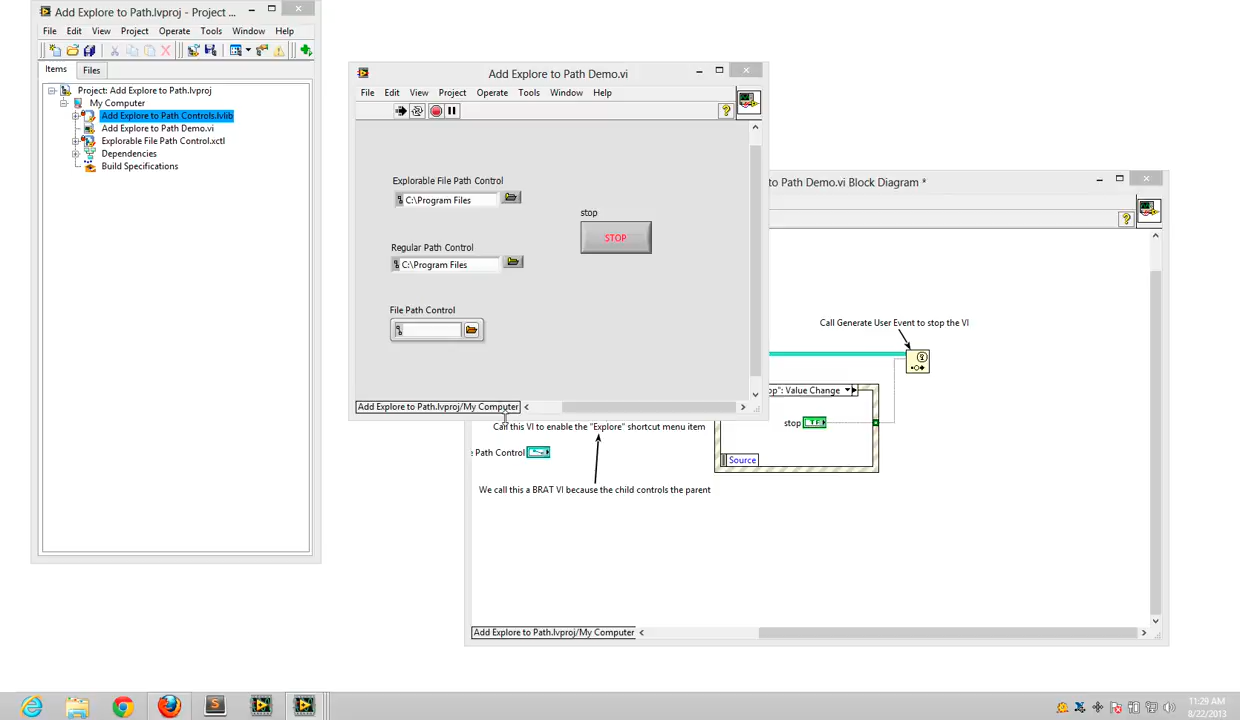 Add Explore to Path.lvproj - Project ...
File Edit View Project Operate Tools Window Help
Items Files
Project: Add Explore to Path.lvproj
My Computer
Add Explore to Path Controls.lvlib
Add Explore to Path Demo.vi
Explorable File Path Control.xctl
Dependencies
Build Specifications
Add Explore to Path Demo.vi
File Edit View Project Operate Tools Window Help
Explorable File Path Control
C:\Program Files
stop
STOP
Regular Path Control
C:\Program Files
File Path Control
Add Explore to Path.lvproj/My Computer
to Path Demo.vi Block Diagram *
Call Generate User Event to stop the VI
op": Value Change
stop
TF
Source
Call this VI to enable the "Explore" shortcut menu item
e Path Control
We call this a BRAT VI because the child controls the parent
Add Explore to Path.lvproj/My Computer
11:29 AM
8/22/2013